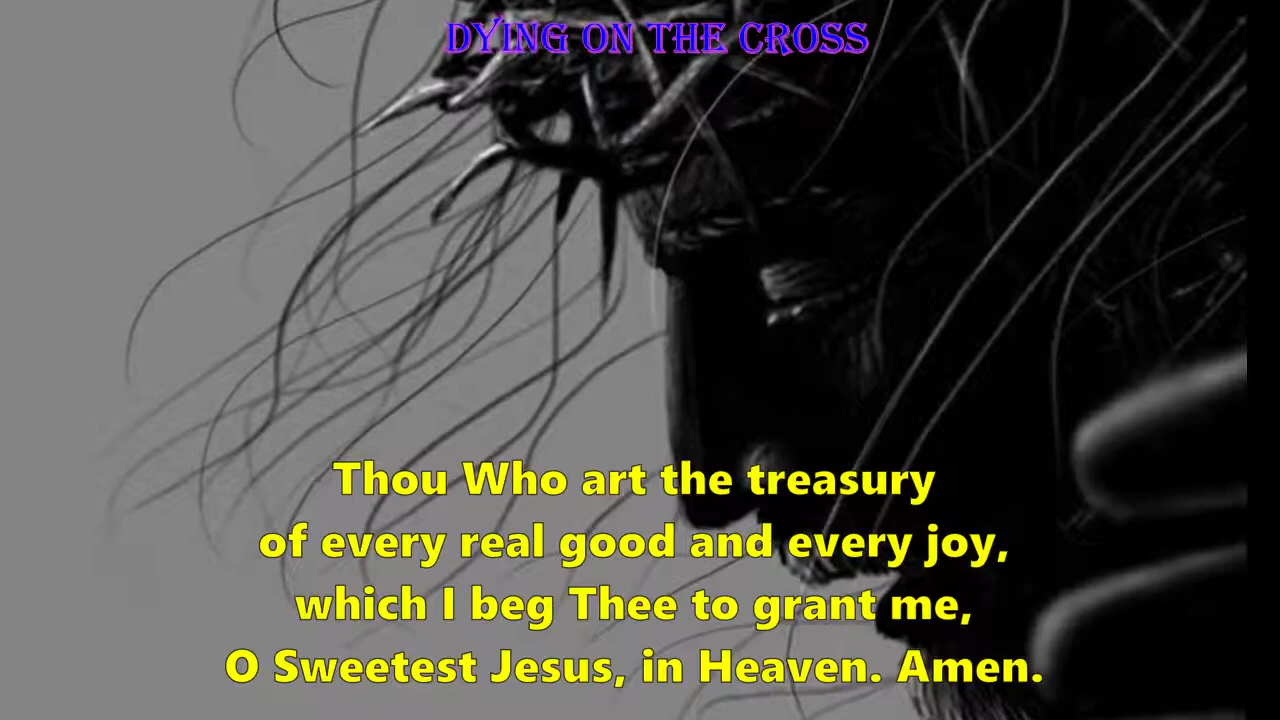 DYING ON THE CROSS
Thou Who art the treasury
of every real good and every joy,
which I beg Thee to grant me,
O Sweetest Jesus, in Heaven. Amen.